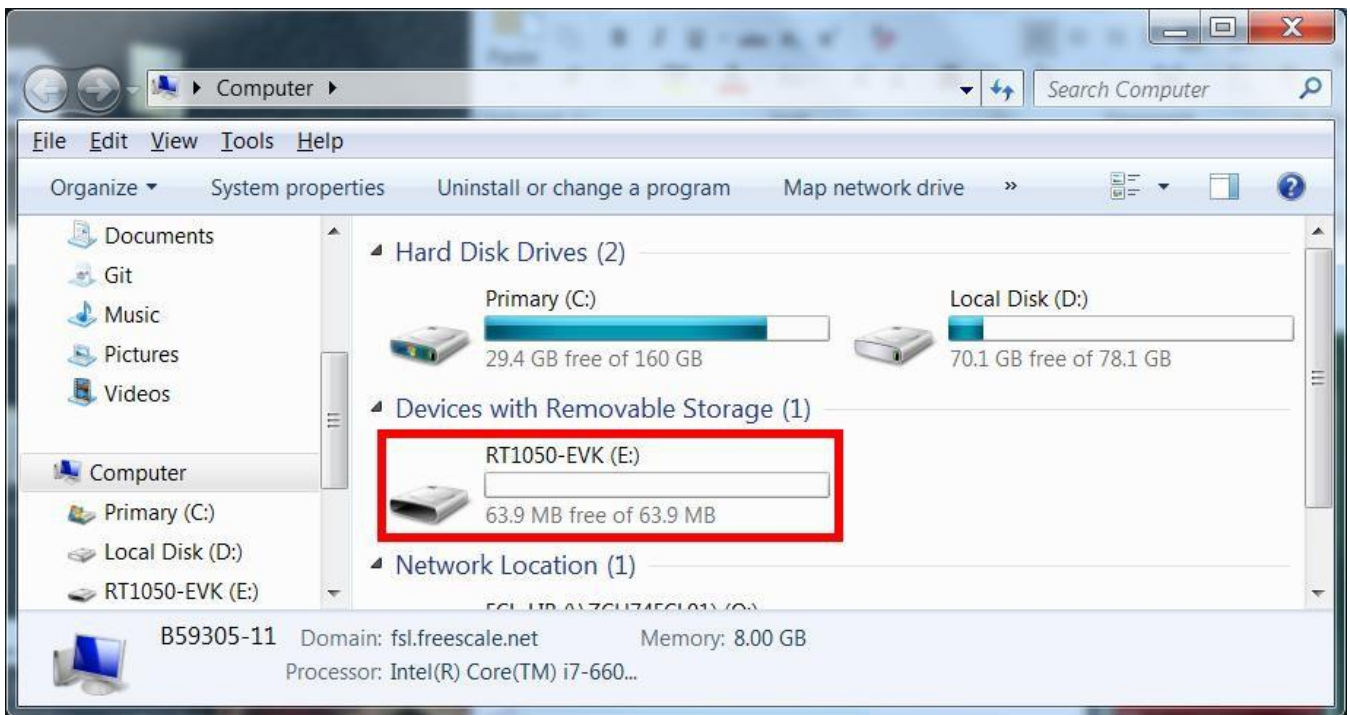 Computer
Search Computer
File Edit View Tools Help
Organize System properties Uninstall or change a program Map network drive »
Documents
Git
Music
Pictures
Videos
Computer
Primary (C:)
Local Disk (D:)
RT1050-EVK (E:)
Hard Disk Drives (2)
Primary (C:)
29.4 GB free of 160 GB
Local Disk (D:)
70.1 GB free of 78.1 GB
Devices with Removable Storage (1)
RT1050-EVK (E:)
63.9 MB free of 63.9 MB
Network Location (1)
B59305-11 Domain: fsl.freescale.net Memory: 8.00 GB
Processor: Intel(R) Core(TM) i7-660...